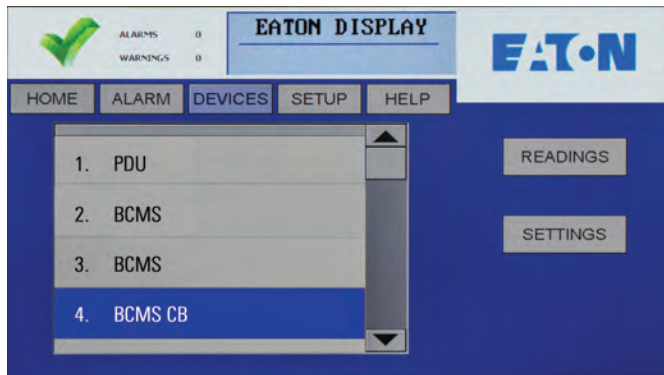 ALARMS 0
WARNINGS 0
EATON DISPLAY
EATON
HOME ALARM DEVICES SETUP HELP
1. PDU
2. BCMS
3. BCMS
4. BCMS CB
READINGS
SETTINGS